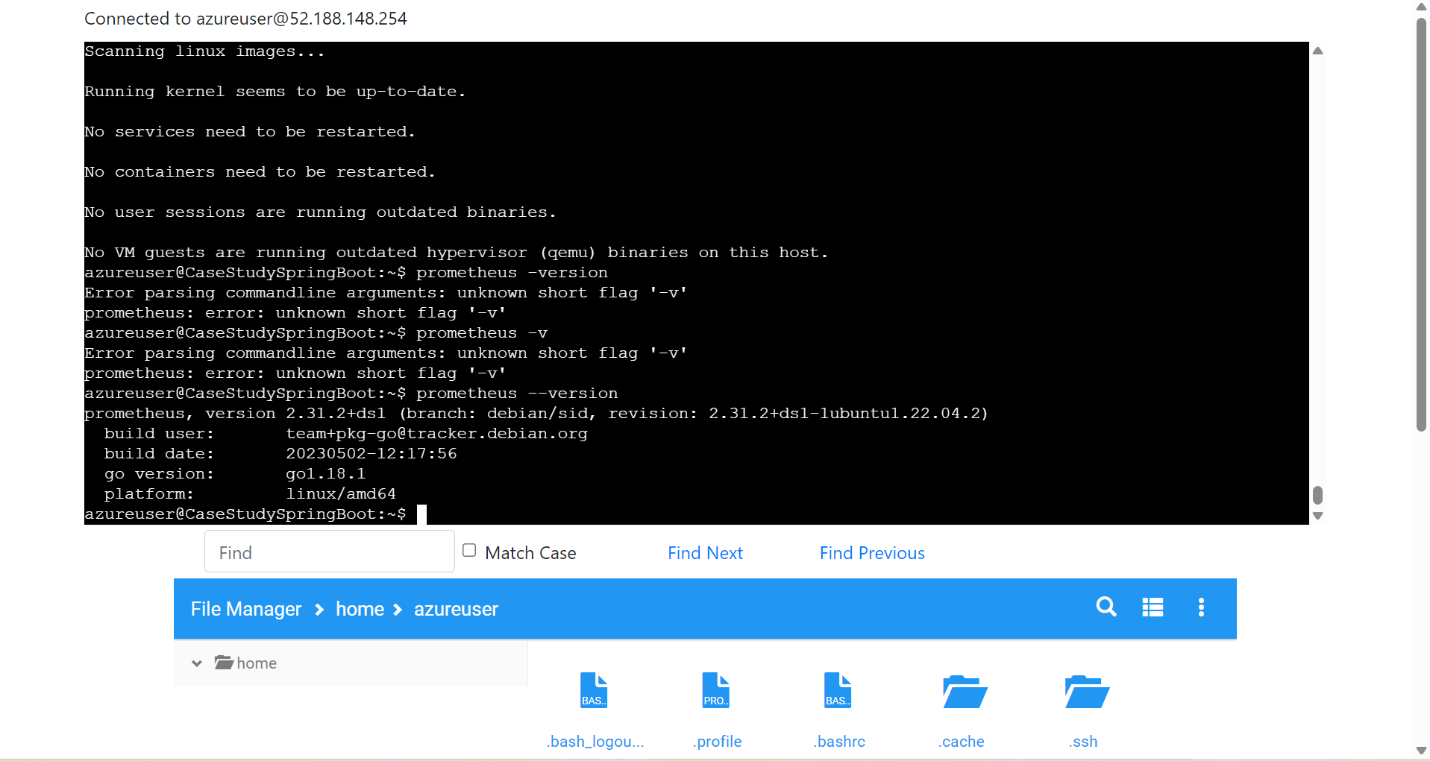 Connected to azureuser@52.188.148.254
Scanning linux images...
Running kernel seems to be up-to-date.
No services need to be restarted.
No containers need to be restarted.
No user sessions are running outdated binaries.
No VM guests are running outdated hypervisor (qemu) binaries on this host.
azureuser@CaseStudySpringBoot:~$ prometheus -version
Error parsing commandline arguments: unknown short flag '-v'
prometheus: error: unknown short flag '-v'
azureuser@CaseStudySpringBoot:~$ prometheus -v
Error parsing commandline arguments: unknown short flag '-v'
prometheus: error: unknown short flag '-v'
azureuser@CaseStudySpringBoot:~$ prometheus --version
prometheus, version 2.31.2+ds1 (branch: debian/sid, revision: 2.31.2+ds1-1ubuntu1.22.04.2)
build user: team+pkg-go@tracker.debian.org
build date: 20230502-12:17:56
go version: go1.18.1
platform: linux/amd64
azureuser@CaseStudySpringBoot:~$
Find Match Case Find Next Find Previous
File Manager > home > azureuser
home
BAS.. PRO.. BAS..
.bash_logou... .profile .bashrc .cache .ssh